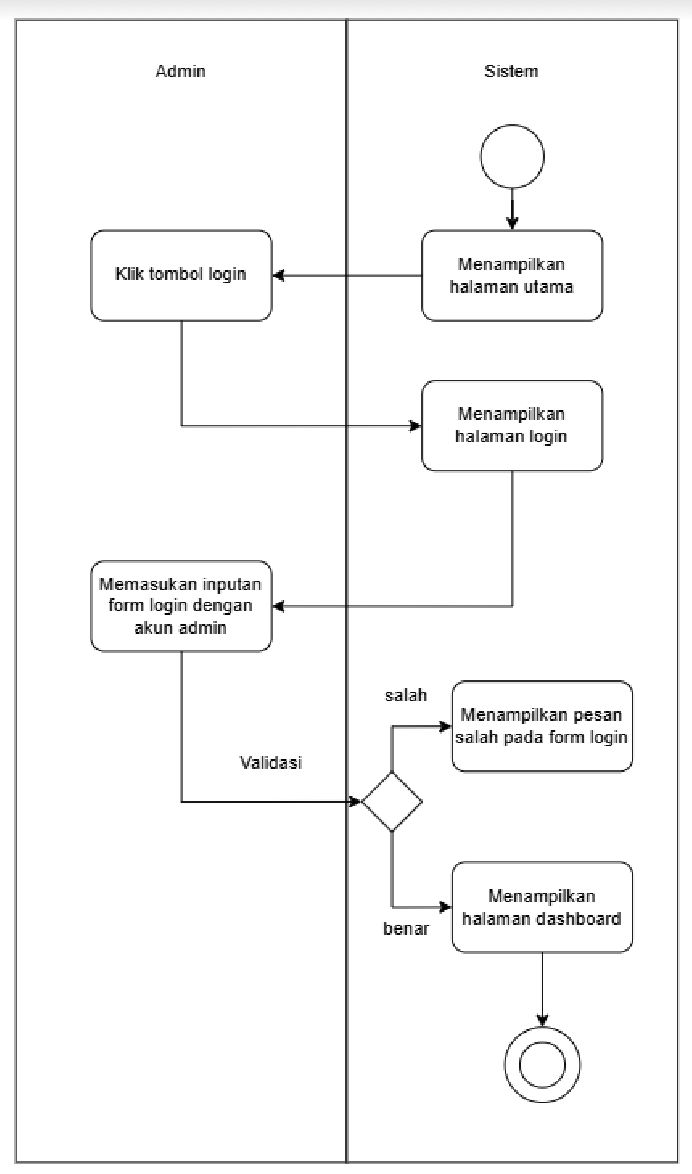 Admin
Sistem
Menampilkan
halaman utama
Klik tombol login
Menampilkan
halaman login
Memasukan inputan
form login dengan
akun admin
salah
Menampilkan pesan
salah pada form login
Validasi
Menampilkan
halaman dashboard
benar